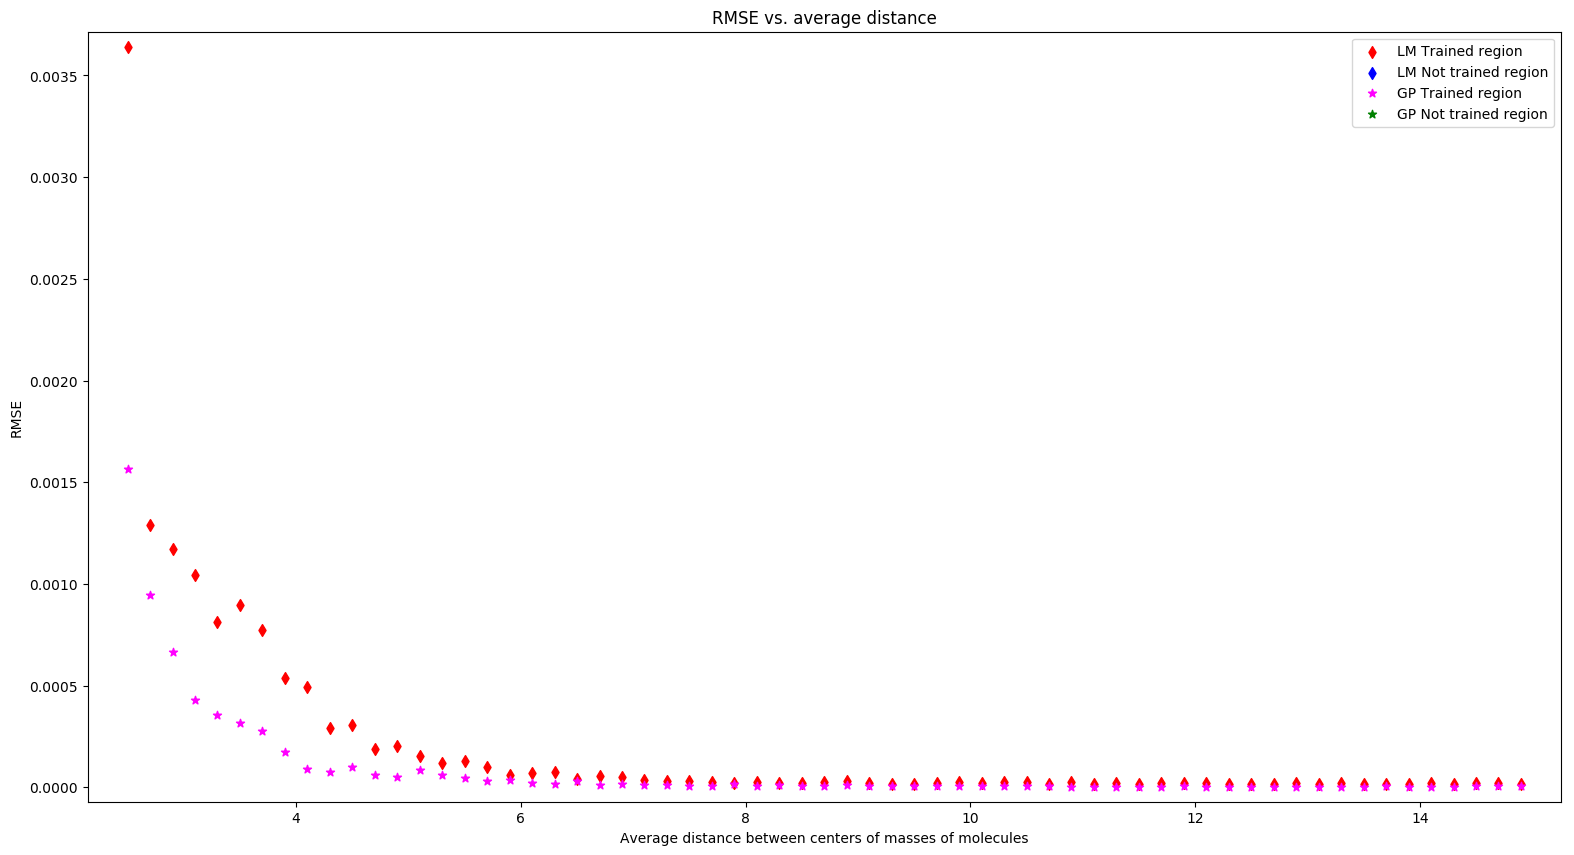 RMSE vs. average distance
LM Trained region
LM Not trained region
GP Trained region
GP Not trained region
0.0035
0.0030
0.0025
0.0020
0.0015
0.0010
0.0005
0.0000
RMSE
4 6 8 10 12 14
Average distance between centers of masses of molecules